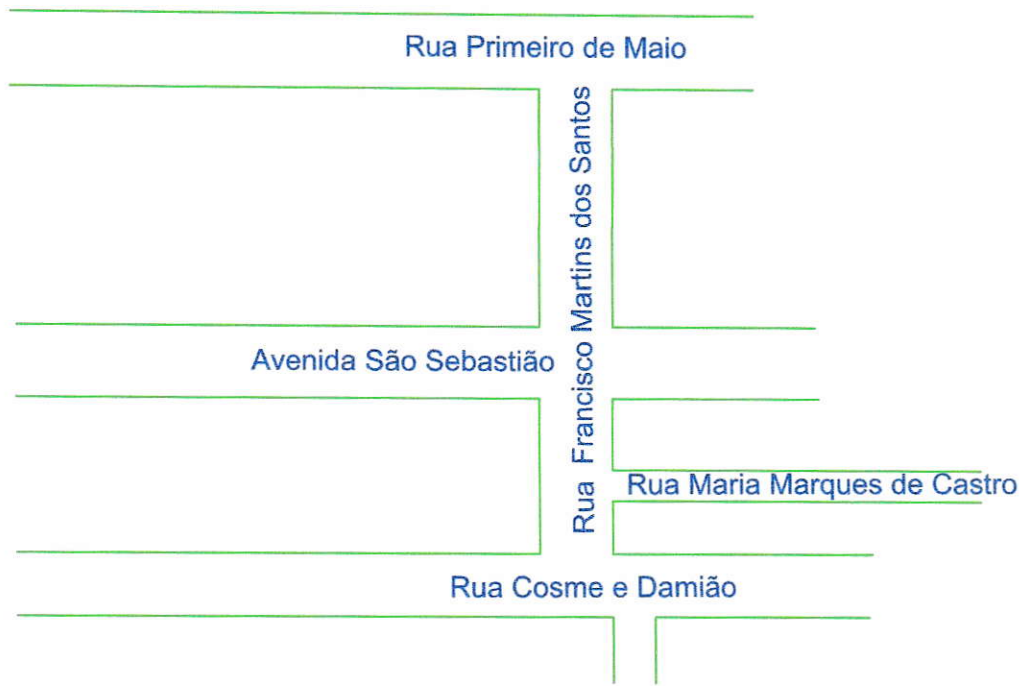 Rua Primeiro de Maio
Rua Francisco Martins dos Santos
Avenida São Sebastião
Rua Maria Marques de Castro
Rua Cosme e Damião